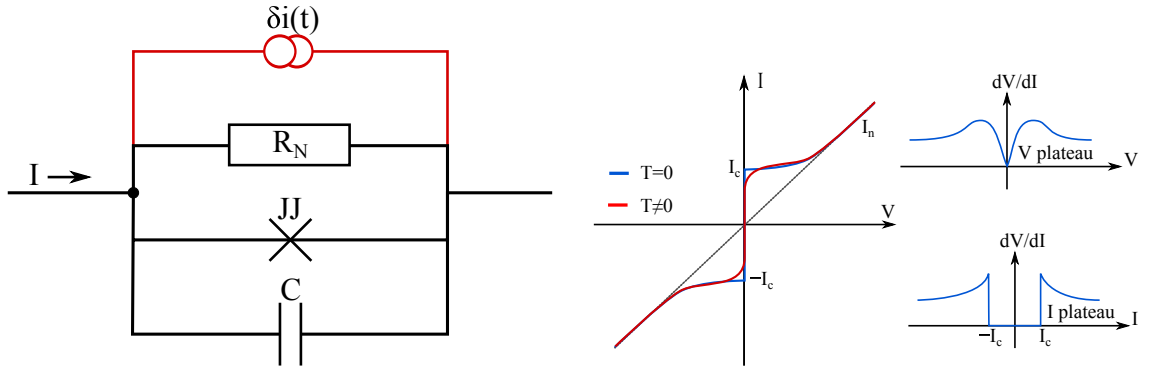 δi(t)
R_N
I
JJ
C
I
I_n
I_c
T=0
T≠0
V
−I_c
dV/dI
V plateau
V
dV/dI
I plateau
−I_c
I_c
I